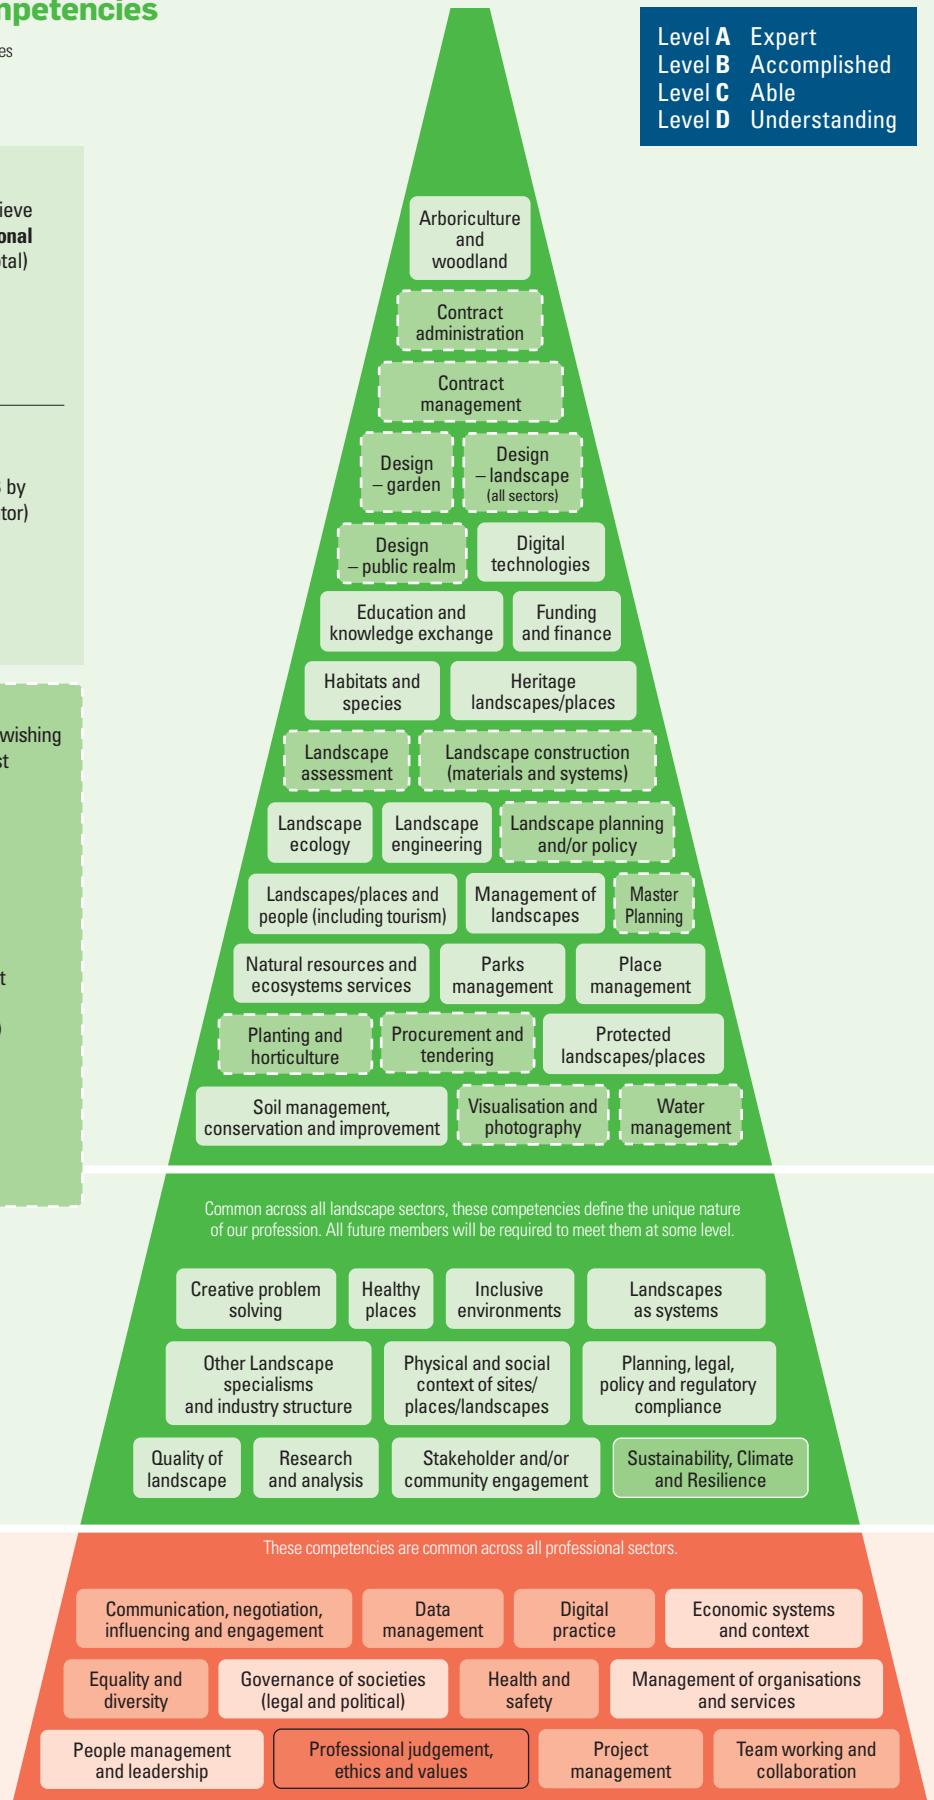 mpetencies
es
Level A Expert
Level B Accomplished
Level C Able
Level D Understanding
ieve
onal
tal)
s by
tor)
wishing
st
t
)
Arboriculture
and
woodland
Contract
administration
Contract
management
Design
– garden
Design
– landscape
(all sectors)
Design
– public realm
Digital
technologies
Education and
knowledge exchange
Funding
and finance
Habitats and
species
Heritage
landscapes/places
Landscape
assessment
Landscape construction
(materials and systems)
Landscape
ecology
Landscape
engineering
Landscape planning
and/or policy
Landscapes/places and
people (including tourism)
Management of
landscapes
Master
Planning
Natural resources and
ecosystems services
Parks
management
Place
management
Planting and
horticulture
Procurement and
tendering
Protected
landscapes/places
Soil management,
conservation and improvement
Visualisation and
photography
Water
management
Common across all landscape sectors, these competencies define the unique nature
of our profession. All future members will be required to meet them at some level.
Creative problem
solving
Healthy
places
Inclusive
environments
Landscapes
as systems
Other Landscape
specialisms
and industry structure
Physical and social
context of sites/
places/landscapes
Planning, legal,
policy and regulatory
compliance
Quality of
landscape
Research
and analysis
Stakeholder and/or
community engagement
Sustainability, Climate
and Resilience
These competencies are common across all professional sectors.
Communication, negotiation,
influencing and engagement
Data
management
Digital
practice
Economic systems
and context
Equality and
diversity
Governance of societies
(legal and political)
Health and
safety
Management of organisations
and services
People management
and leadership
Professional judgement,
ethics and values
Project
management
Team working and
collaboration